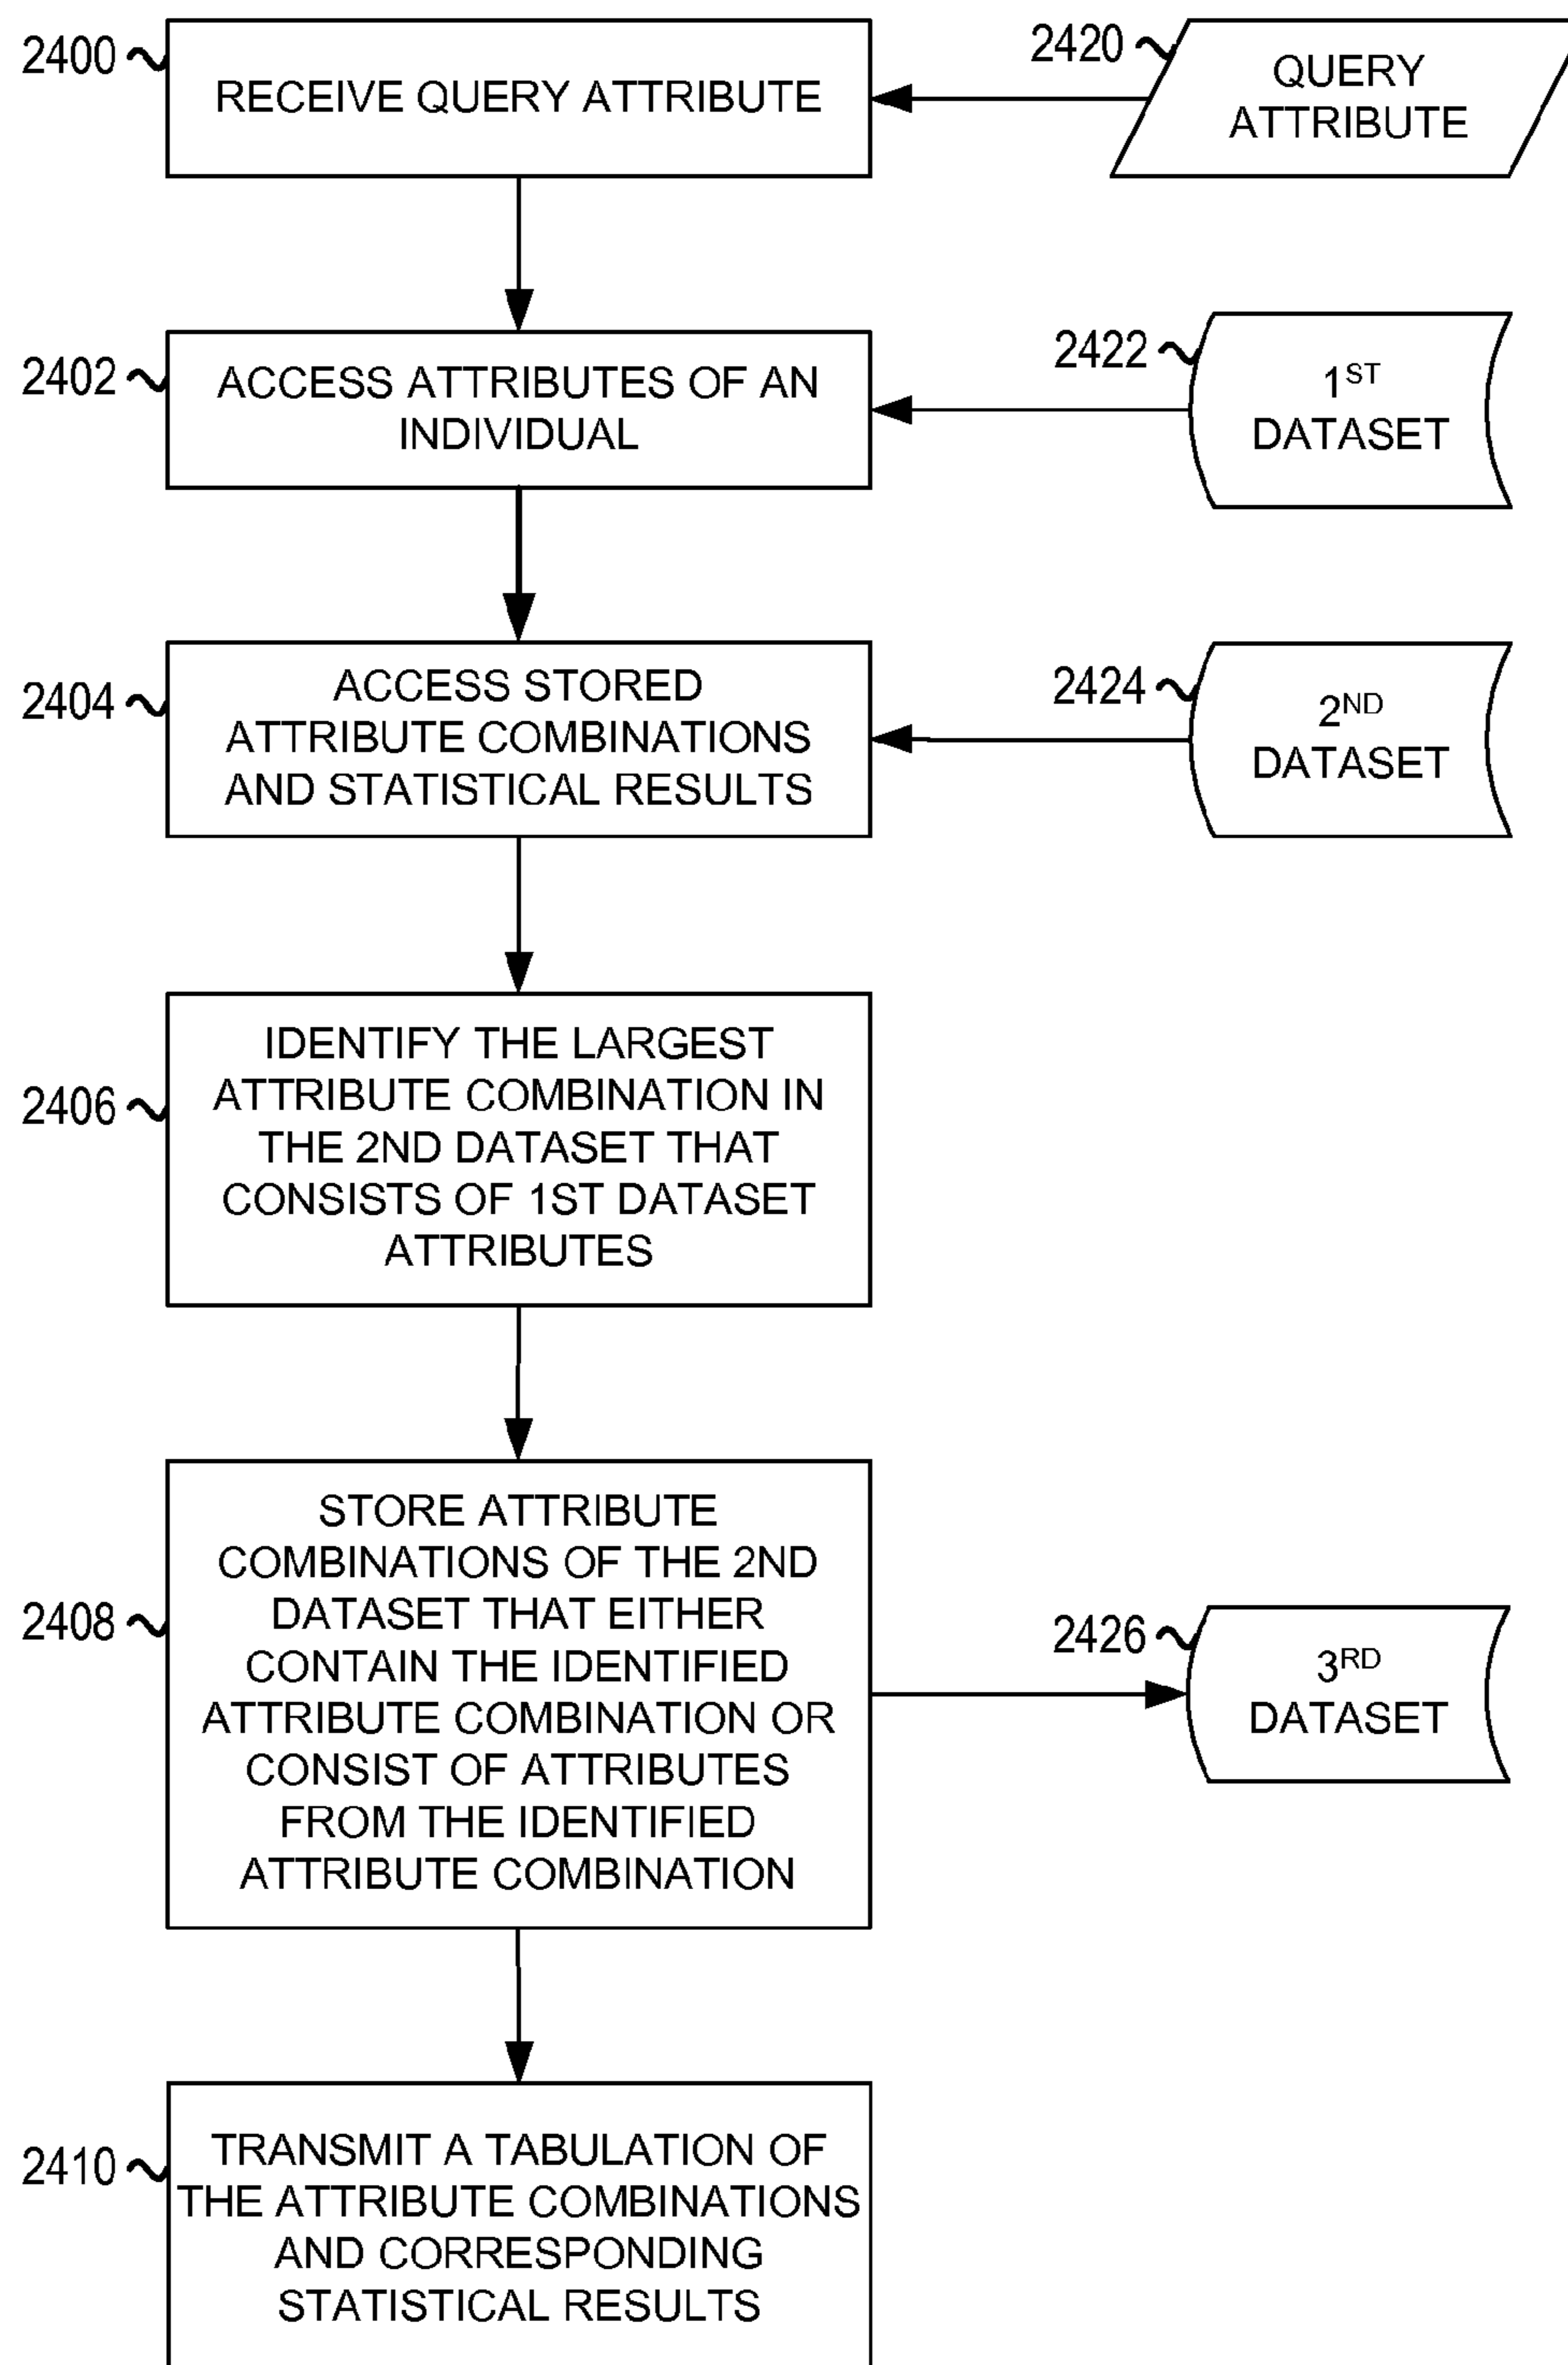 2400
RECEIVE QUERY ATTRIBUTE
2420
QUERY
ATTRIBUTE
2402
ACCESS ATTRIBUTES OF AN
INDIVIDUAL
2422
1ST
DATASET
2404
ACCESS STORED
ATTRIBUTE COMBINATIONS
AND STATISTICAL RESULTS
2424
2ND
DATASET
2406
IDENTIFY THE LARGEST
ATTRIBUTE COMBINATION IN
THE 2ND DATASET THAT
CONSISTS OF 1ST DATASET
ATTRIBUTES
2408
STORE ATTRIBUTE
COMBINATIONS OF THE 2ND
DATASET THAT EITHER
CONTAIN THE IDENTIFIED
ATTRIBUTE COMBINATION OR
CONSIST OF ATTRIBUTES
FROM THE IDENTIFIED
ATTRIBUTE COMBINATION
2426
3RD
DATASET
2410
TRANSMIT A TABULATION OF
THE ATTRIBUTE COMBINATIONS
AND CORRESPONDING
STATISTICAL RESULTS